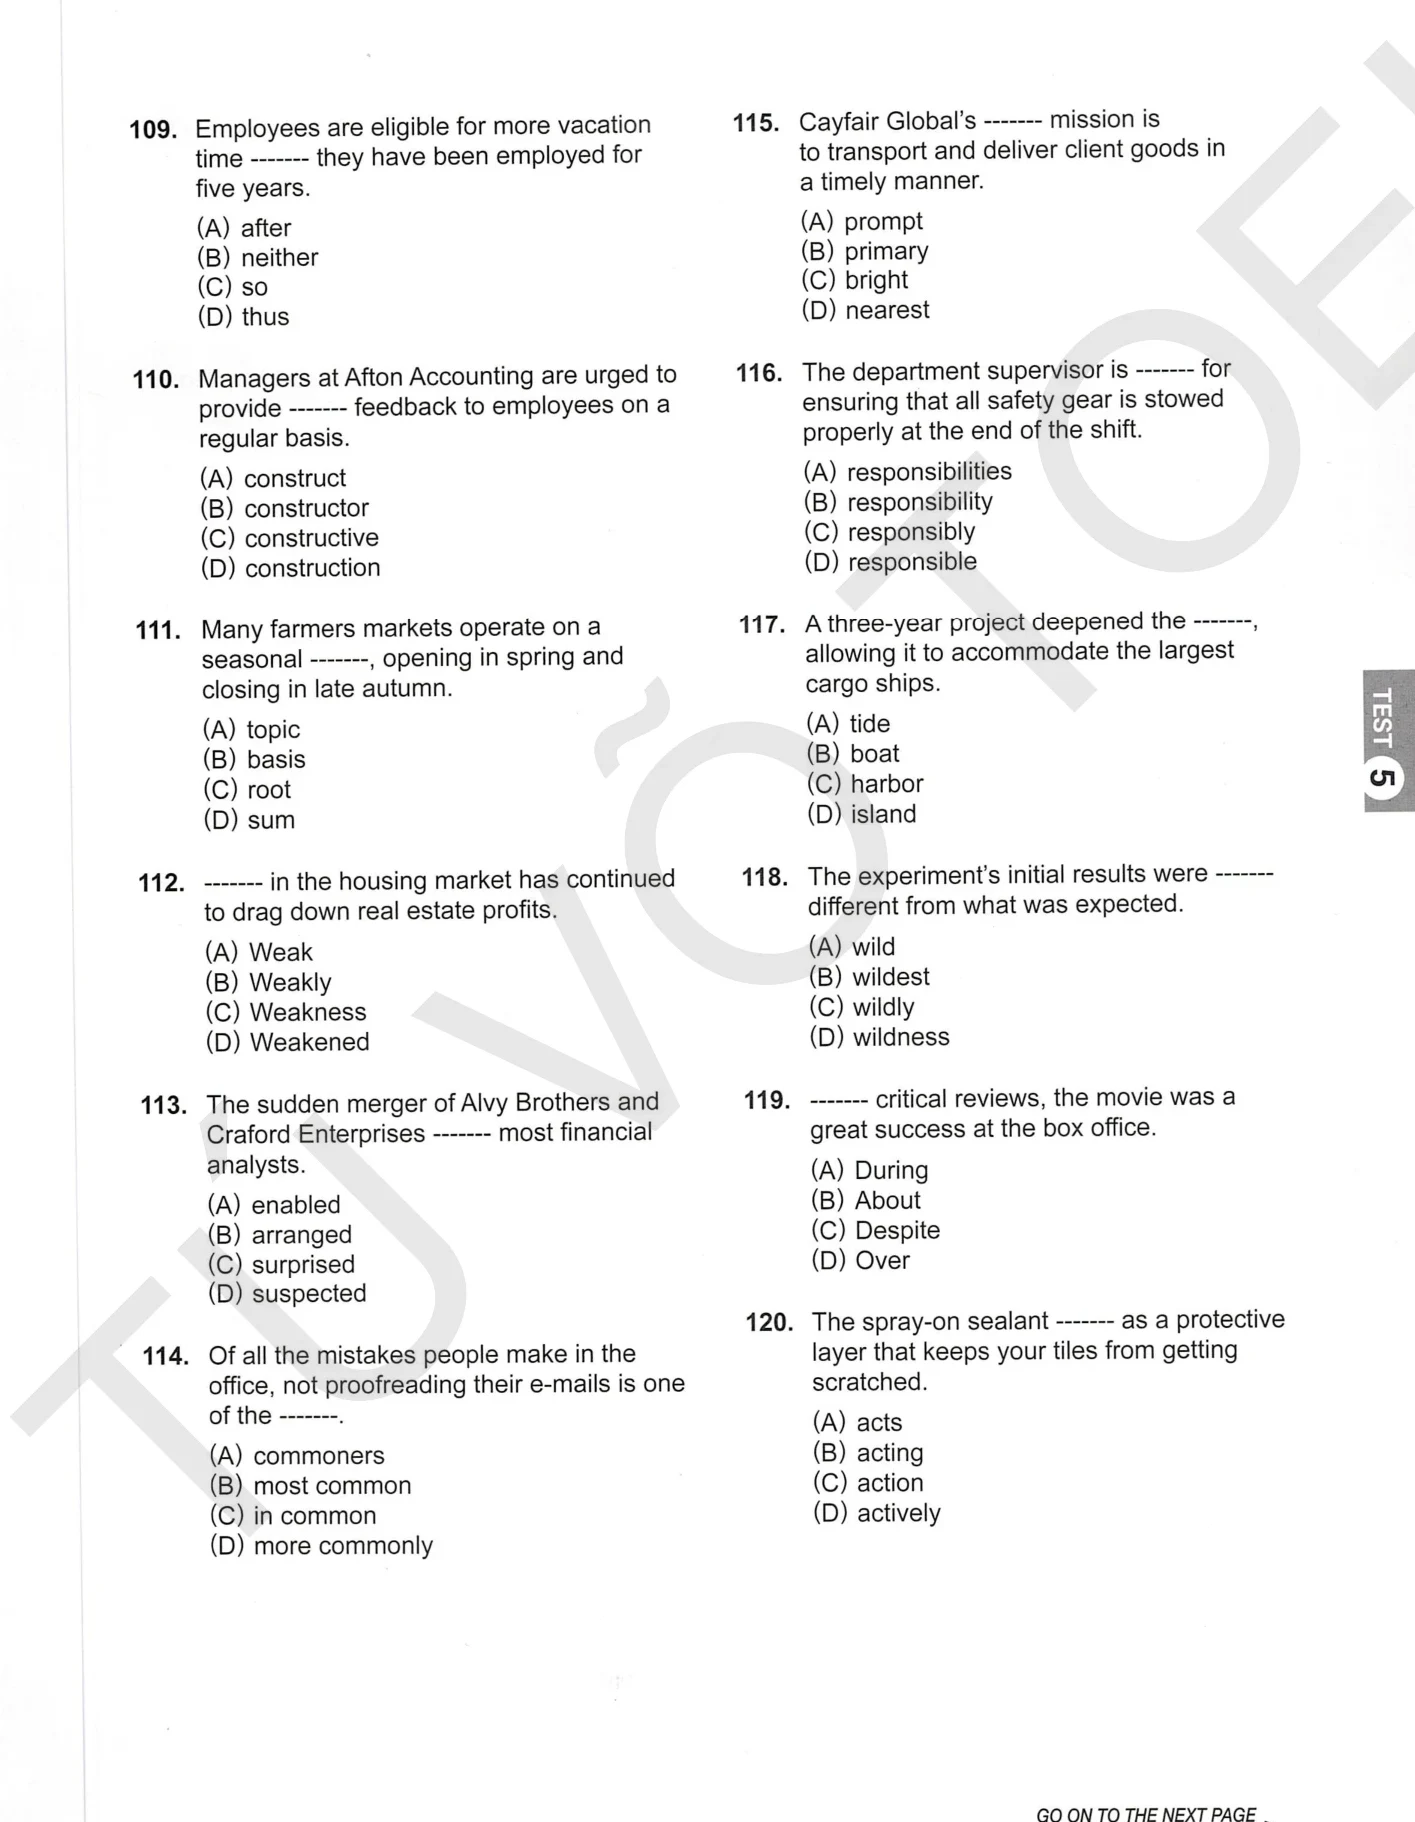 109. Employees are eligible for more vacation
time ------- they have been employed for
five years.
(A) after
(B) neither
(C) so
(D) thus
110. Managers at Afton Accounting are urged to
provide ------- feedback to employees on a
regular basis.
(A) construct
(B) constructor
(C) constructive
(D) construction
111. Many farmers markets operate on a
seasonal -------, opening in spring and
closing in late autumn.
(A) topic
(B) basis
(C) root
(D) sum
112. ------- in the housing market has continued
to drag down real estate profits.
(A) Weak
(B) Weakly
(C) Weakness
(D) Weakened
113. The sudden merger of Alvy Brothers and
Craford Enterprises ------- most financial
analysts.
(A) enabled
(B) arranged
(C) surprised
(D) suspected
114. Of all the mistakes people make in the
office, not proofreading their e-mails is one
of the -------.
(A) commoners
(B) most common
(C) in common
(D) more commonly
115. Cayfair Global's ------- mission is
to transport and deliver client goods in
a timely manner.
(A) prompt
(B) primary
(C) bright
(D) nearest
116. The department supervisor is ------- for
ensuring that all safety gear is stowed
properly at the end of the shift.
(A) responsibilities
(B) responsibility
(C) responsibly
(D) responsible
117. A three-year project deepened the -------,
allowing it to accommodate the largest
cargo ships.
(A) tide
(B) boat
(C) harbor
(D) island
118. The experiment's initial results were -------
different from what was expected.
(A) wild
(B) wildest
(C) wildly
(D) wildness
119. ------- critical reviews, the movie was a
great success at the box office.
(A) During
(B) About
(C) Despite
(D) Over
120. The spray-on sealant ------- as a protective
layer that keeps your tiles from getting
scratched.
(A) acts
(B) acting
(C) action
(D) actively
TEST 5
GO ON TO THE NEXT PAGE
TÚ VÕ TOE